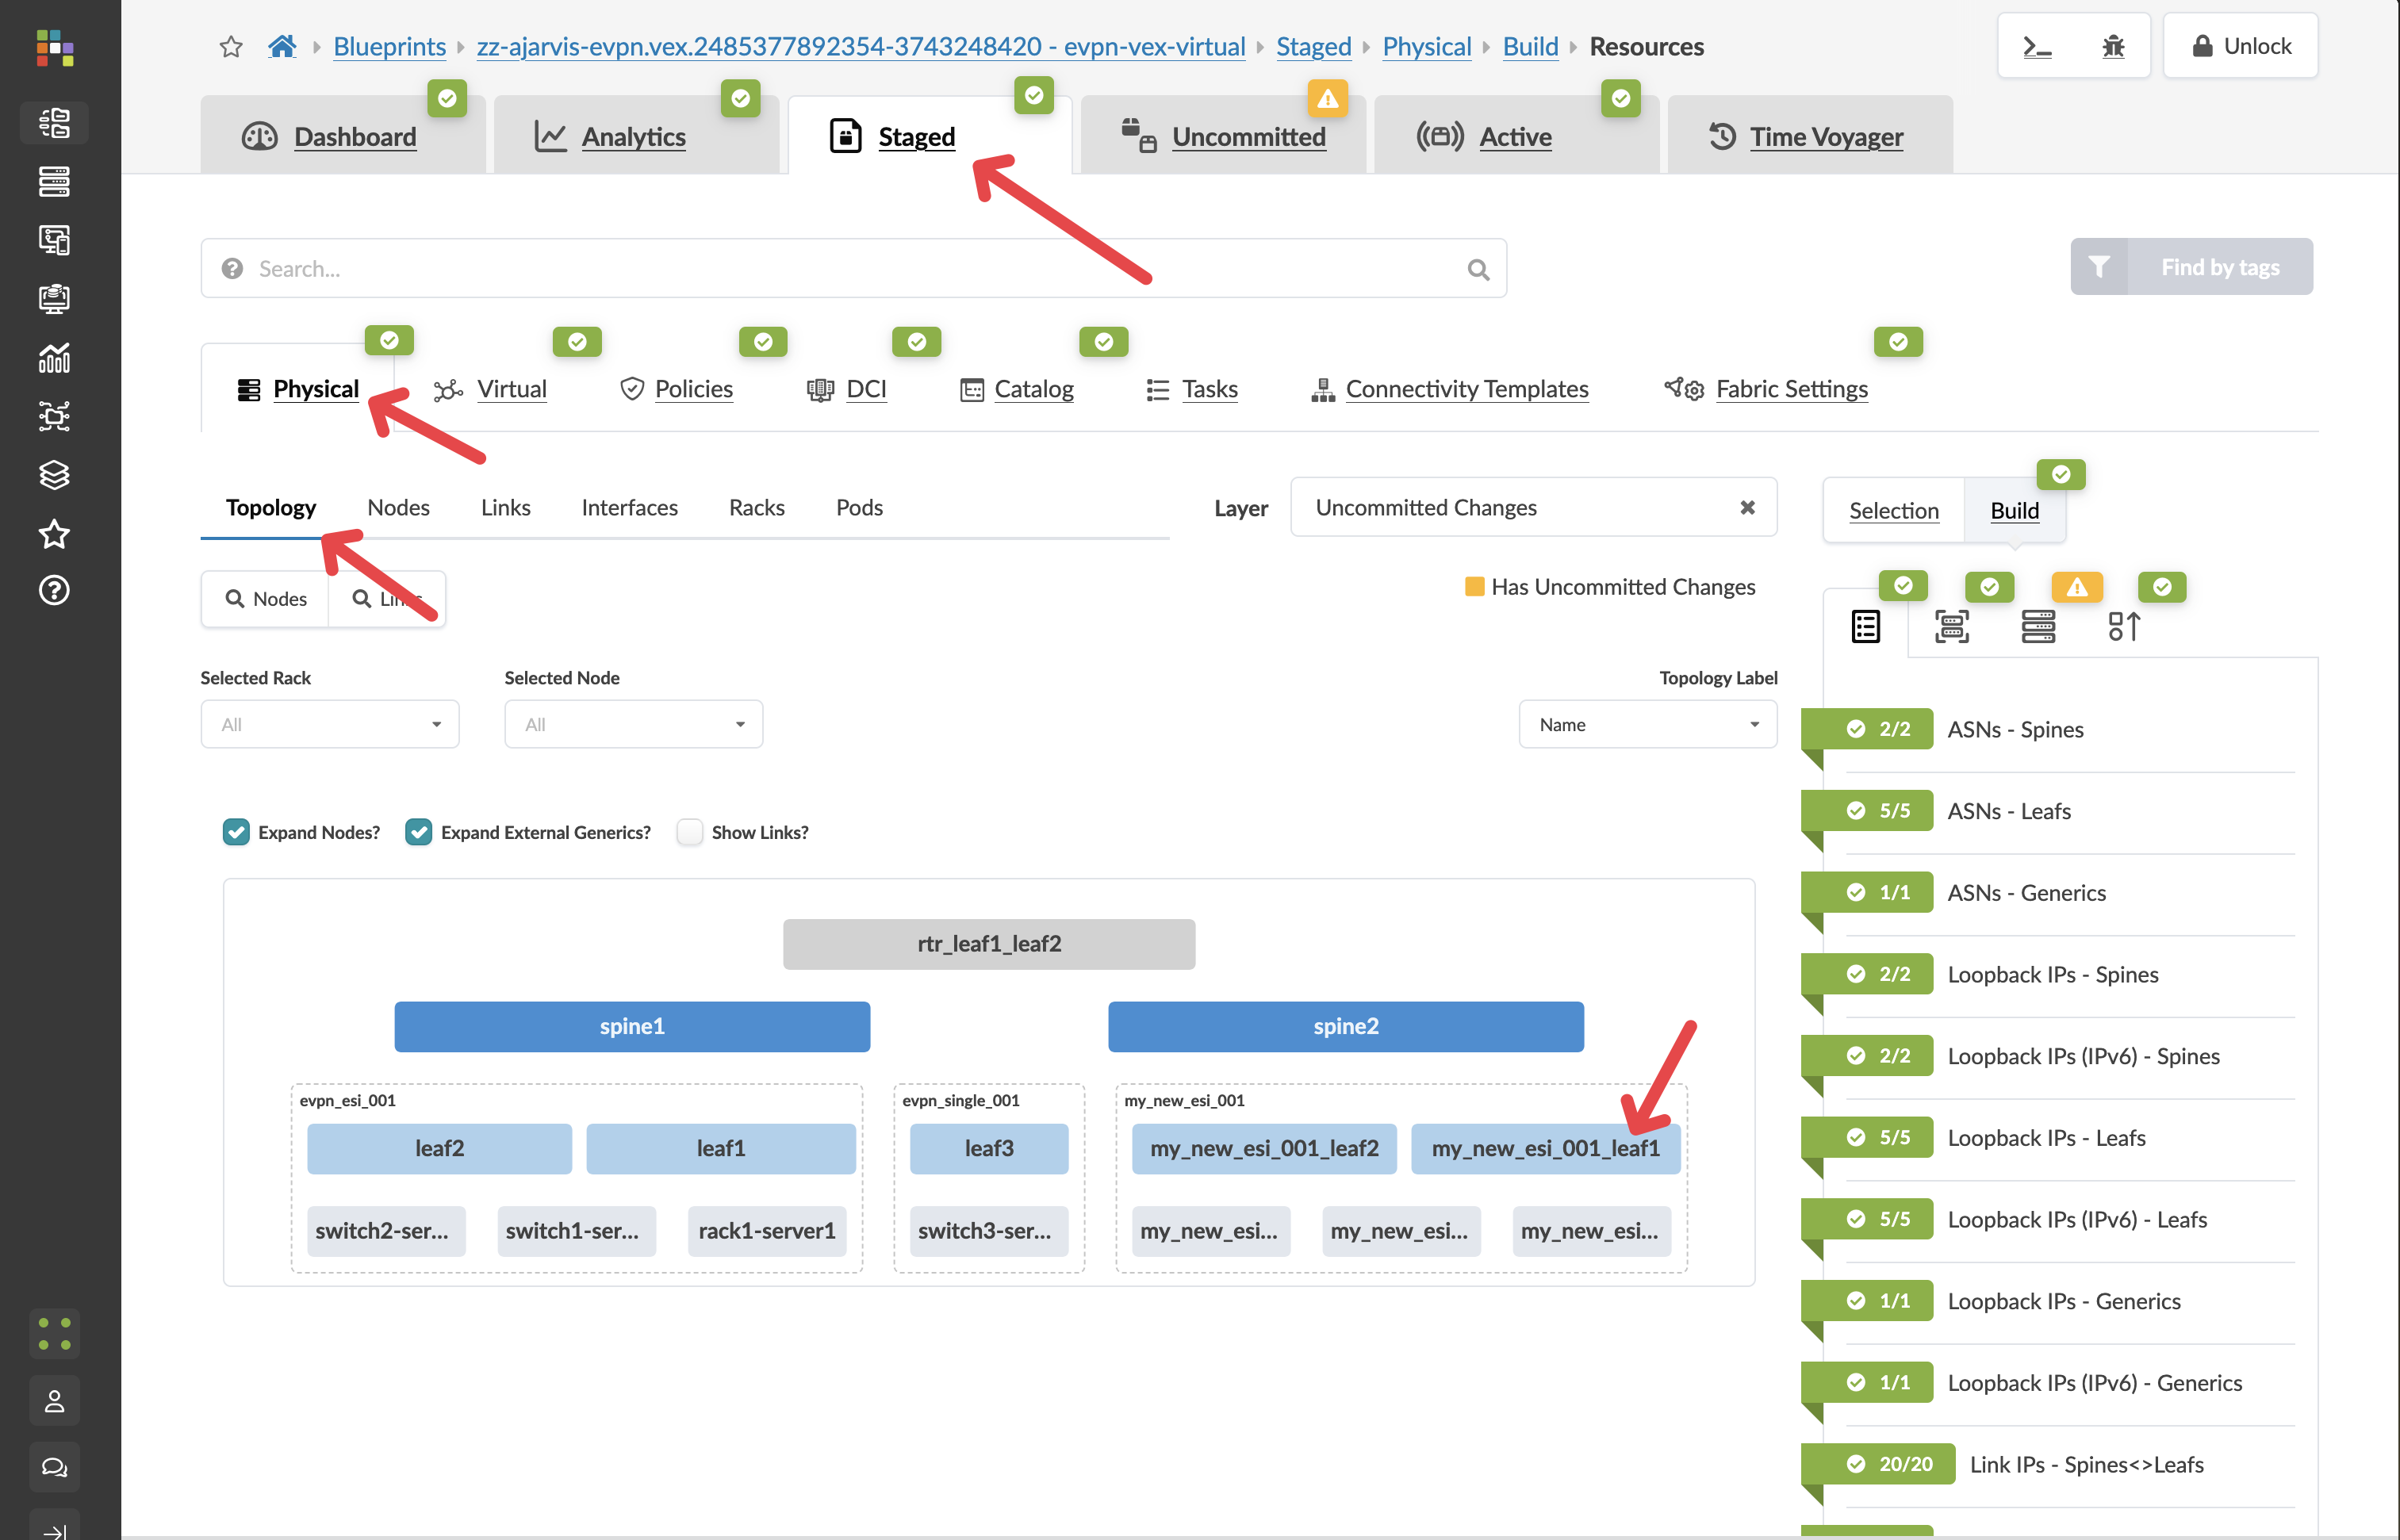 Blueprints zz-ajarvis-evpn.vex.2485377892354-3743248420 - evpn-vex-virtual Staged Physical Build Resources
Unlock
Dashboard Analytics Staged Uncommitted Active Time Voyager
Search...
Find by tags
Physical Virtual Policies DCI Catalog Tasks Connectivity Templates Fabric Settings
Topology Nodes Links Interfaces Racks Pods
Layer Uncommitted Changes
Selection Build
Has Uncommitted Changes
Nodes Links
Selected Rack Selected Node Topology Label
All All Name
Expand Nodes? Expand External Generics? Show Links?
rtr_leaf1_leaf2
spine1 spine2
evpn_esi_001 evpn_single_001 my_new_esi_001
leaf2 leaf1 leaf3 my_new_esi_001_leaf2 my_new_esi_001_leaf1
switch2-ser... switch1-ser... rack1-server1 switch3-ser... my_new_esi... my_new_esi... my_new_esi...
2/2 ASNs - Spines
5/5 ASNs - Leafs
1/1 ASNs - Generics
2/2 Loopback IPs - Spines
2/2 Loopback IPs (IPv6) - Spines
5/5 Loopback IPs - Leafs
5/5 Loopback IPs (IPv6) - Leafs
1/1 Loopback IPs - Generics
1/1 Loopback IPs (IPv6) - Generics
20/20 Link IPs - Spines<>Leafs